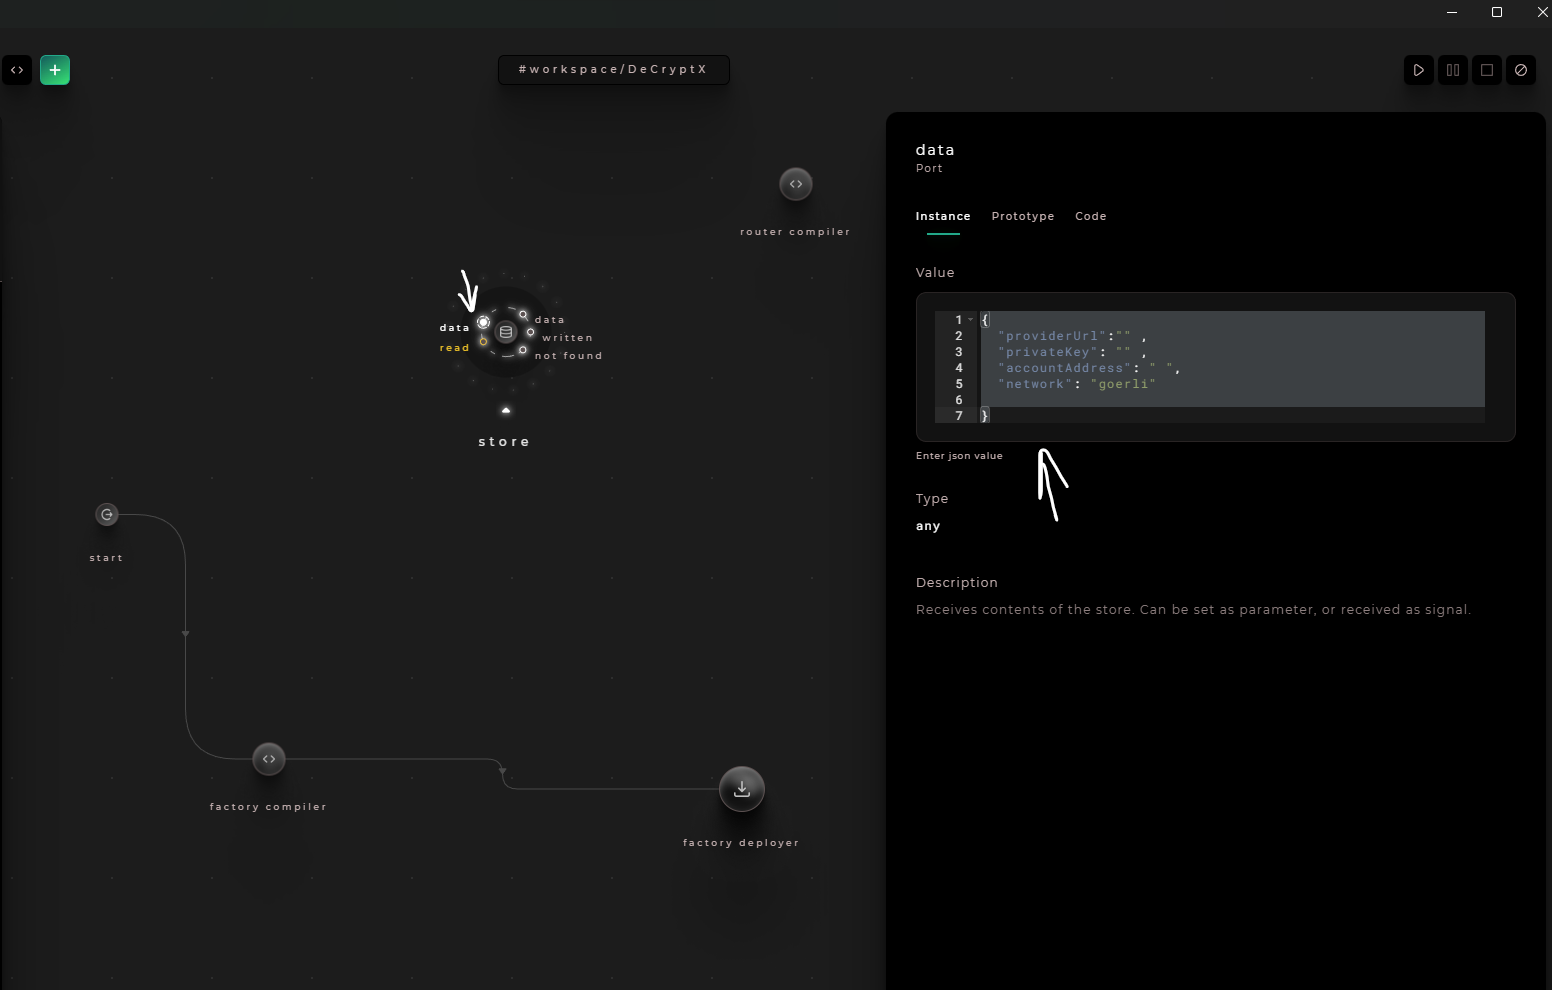 #workspace/DeCryptX
router compiler
data
read
data
written
not found
store
start
factory compiler
factory deployer
data
Port
Instance Prototype Code
Value
1 {
2 "providerUrl":"" ,
3 "privateKey": "" ,
4 "accountAddress": " ",
5 "network": "goerli"
6
7 }
Enter json value
Type
any
Description
Receives contents of the store. Can be set as parameter, or received as signal.